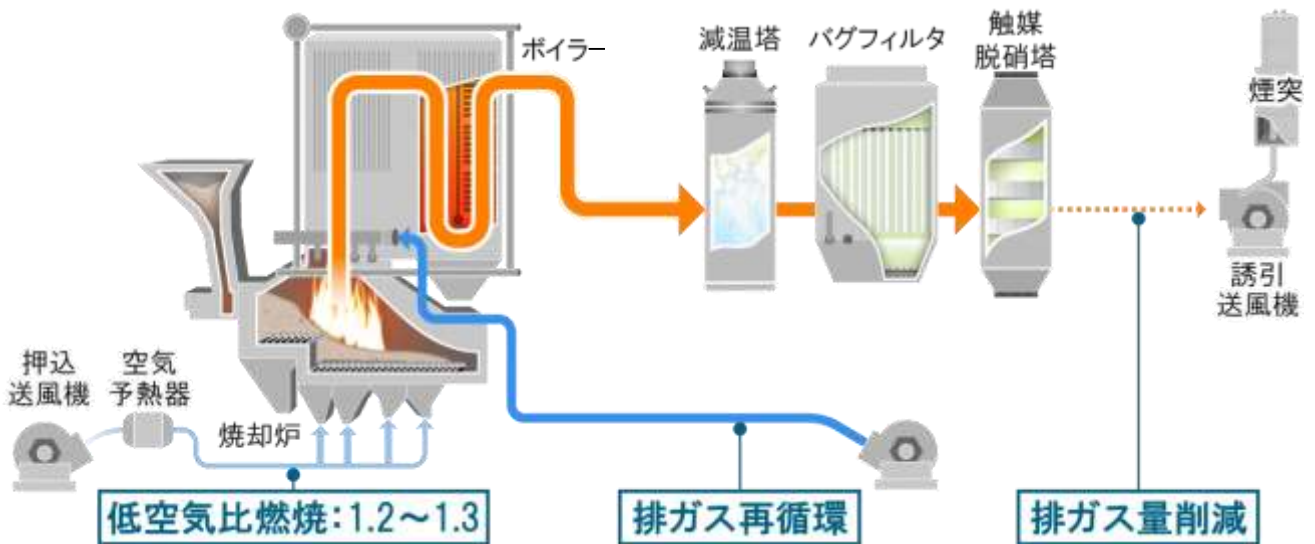 ボイラー
減温塔
バグフィルタ
触媒
脱硝塔
煙突
誘引
送風機
押込
送風機
空気
予熱器
焼却炉
低空気比燃焼:1.2～1.3
排ガス再循環
排ガス量削減